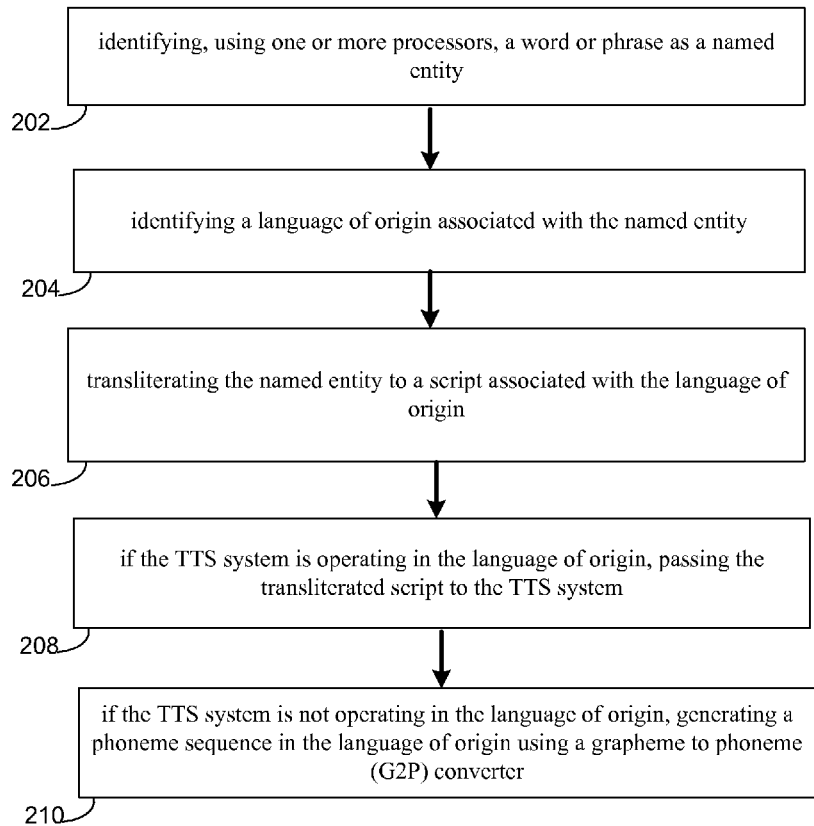 identifying, using one or more processors, a word or phrase as a named
entity
202
identifying a language of origin associated with the named entity
204
transliterating the named entity to a script associated with the language of
origin
206
if the TTS system is operating in the language of origin, passing the
transliterated script to the TTS system
208
if the TTS system is not operating in the language of origin, generating a
phoneme sequence in the language of origin using a grapheme to phoneme
(G2P) converter
210